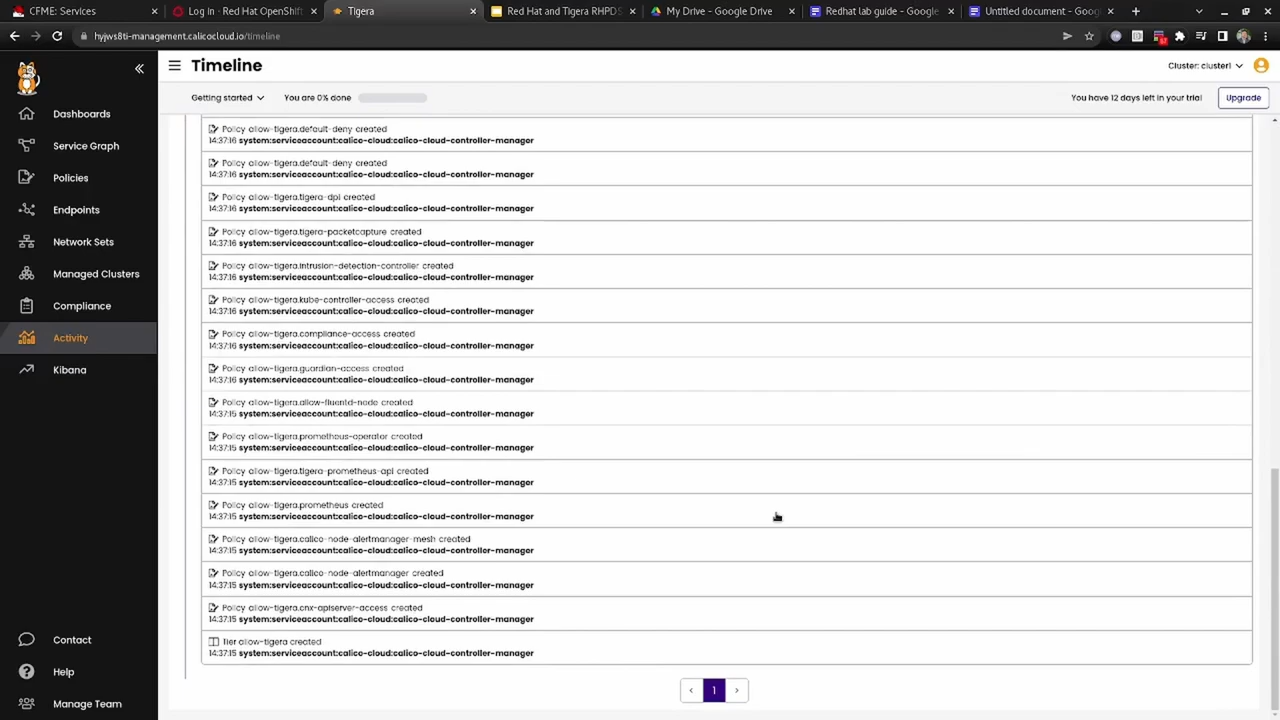 CFME: Services
Log In · Red Hat OpenShift
Tigera
Red Hat and Tigera RHPDS
My Drive - Google Drive
Redhat lab guide - Google
Untitled document - Goog
hyjws8ti-management.calicocloud.io/timeline
Timeline
Cluster: cluster1
Getting started
You are 0% done
You have 12 days left in your trial
Upgrade
Dashboards
Service Graph
Policies
Endpoints
Network Sets
Managed Clusters
Compliance
Activity
Kibana
Contact
Help
Manage Team
Policy allow-tigera.default-deny created
14:37:16 system:serviceaccount:calico-cloud:calico-cloud-controller-manager
Policy allow-tigera.default-deny created
14:37:16 system:serviceaccount:calico-cloud:calico-cloud-controller-manager
Policy allow-tigera.tigera-dpi created
14:37:16 system:serviceaccount:calico-cloud:calico-cloud-controller-manager
Policy allow-tigera.tigera-packetcapture created
14:37:16 system:serviceaccount:calico-cloud:calico-cloud-controller-manager
Policy allow-tigera.intrusion-detection-controller created
14:37:16 system:serviceaccount:calico-cloud:calico-cloud-controller-manager
Policy allow-tigera.kube-controller-access created
14:37:16 system:serviceaccount:calico-cloud:calico-cloud-controller-manager
Policy allow-tigera.compliance-access created
14:37:16 system:serviceaccount:calico-cloud:calico-cloud-controller-manager
Policy allow-tigera.guardian-access created
14:37:16 system:serviceaccount:calico-cloud:calico-cloud-controller-manager
Policy allow-tigera.allow-fluentd-node created
14:37:15 system:serviceaccount:calico-cloud:calico-cloud-controller-manager
Policy allow-tigera.prometheus-operator created
14:37:15 system:serviceaccount:calico-cloud:calico-cloud-controller-manager
Policy allow-tigera.tigera-prometheus-api created
14:37:15 system:serviceaccount:calico-cloud:calico-cloud-controller-manager
Policy allow-tigera.prometheus created
14:37:15 system:serviceaccount:calico-cloud:calico-cloud-controller-manager
Policy allow-tigera.calico-node-alertmanager-mesh created
14:37:15 system:serviceaccount:calico-cloud:calico-cloud-controller-manager
Policy allow-tigera.calico-node-alertmanager created
14:37:15 system:serviceaccount:calico-cloud:calico-cloud-controller-manager
Policy allow-tigera.cnx-apiserver-access created
14:37:15 system:serviceaccount:calico-cloud:calico-cloud-controller-manager
Tier allow-tigera created
14:37:15 system:serviceaccount:calico-cloud:calico-cloud-controller-manager
1